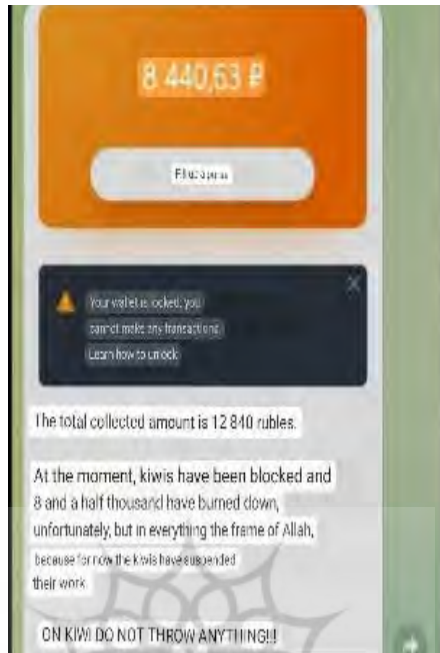 8 440,63 ₽
Your wallet is locked, you
cannot make any transactions.
Learn how to unlock
The total collected amount is 12 840 rubles.
At the moment, kiwis have been blocked and
8 and a half thousand have burned down,
unfortunately, but in everything the frame of Allah,
because for now the kiwis have suspended
their work
ON KIWI DO NOT THROW ANYTHING!!!